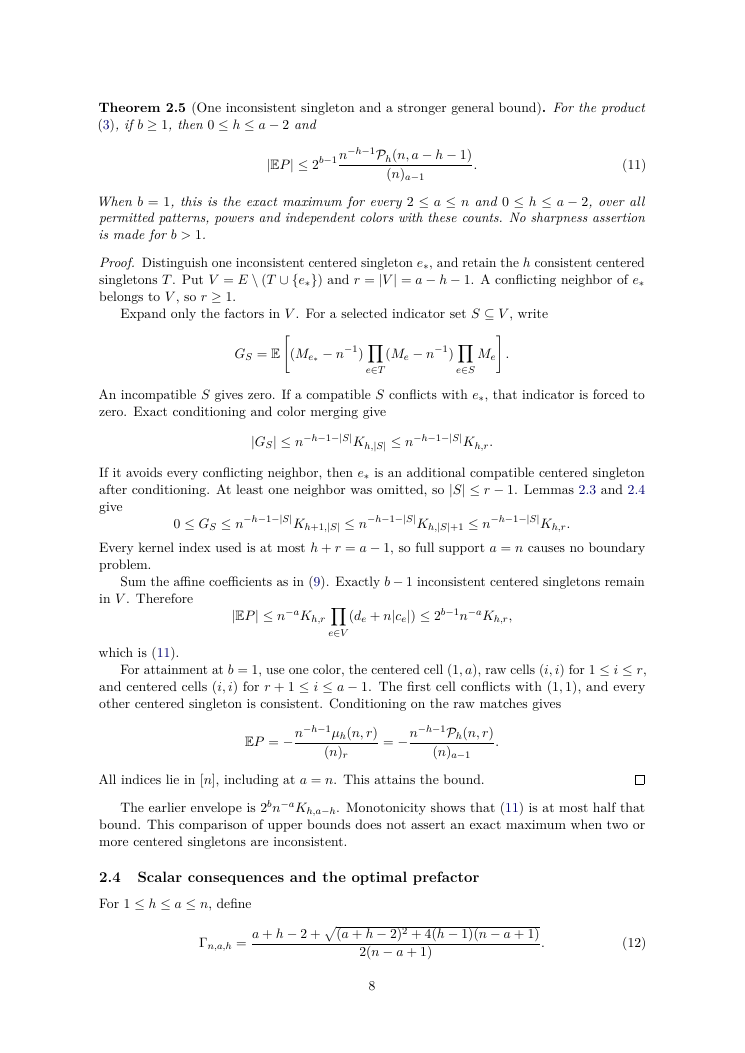 Theorem 2.5 (One inconsistent singleton and a stronger general bound). For the product
(3), if b ≥ 1, then 0 ≤ h ≤ a − 2 and
|𝔼P| ≤ 2^{b−1} \frac{n^{−h−1}𝒫_h(n, a − h − 1)}{(n)_{a−1}}. (11)
When b = 1, this is the exact maximum for every 2 ≤ a ≤ n and 0 ≤ h ≤ a − 2, over all
permitted patterns, powers and independent colors with these counts. No sharpness assertion
is made for b > 1.
Proof. Distinguish one inconsistent centered singleton e_∗, and retain the h consistent centered
singletons T. Put V = E \ (T ∪ {e_∗}) and r = |V| = a − h − 1. A conflicting neighbor of e_∗
belongs to V, so r ≥ 1.
Expand only the factors in V. For a selected indicator set S ⊆ V, write
G_S = 𝔼[(M_{e_∗} − n^{−1}) ∏_{e∈T}(M_e − n^{−1}) ∏_{e∈S} M_e].
An incompatible S gives zero. If a compatible S conflicts with e_∗, that indicator is forced to
zero. Exact conditioning and color merging give
|G_S| ≤ n^{−h−1−|S|}K_{h,|S|} ≤ n^{−h−1−|S|}K_{h,r}.
If it avoids every conflicting neighbor, then e_∗ is an additional compatible centered singleton
after conditioning. At least one neighbor was omitted, so |S| ≤ r − 1. Lemmas 2.3 and 2.4
give
0 ≤ G_S ≤ n^{−h−1−|S|}K_{h+1,|S|} ≤ n^{−h−1−|S|}K_{h,|S|+1} ≤ n^{−h−1−|S|}K_{h,r}.
Every kernel index used is at most h + r = a − 1, so full support a = n causes no boundary
problem.
Sum the affine coefficients as in (9). Exactly b − 1 inconsistent centered singletons remain
in V. Therefore
|𝔼P| ≤ n^{−a}K_{h,r} ∏_{e∈V}(d_e + n|c_e|) ≤ 2^{b−1}n^{−a}K_{h,r},
which is (11).
For attainment at b = 1, use one color, the centered cell (1, a), raw cells (i, i) for 1 ≤ i ≤ r,
and centered cells (i, i) for r + 1 ≤ i ≤ a − 1. The first cell conflicts with (1, 1), and every
other centered singleton is consistent. Conditioning on the raw matches gives
𝔼P = −\frac{n^{−h−1}μ_h(n, r)}{(n)_r} = −\frac{n^{−h−1}𝒫_h(n, r)}{(n)_{a−1}}.
All indices lie in [n], including at a = n. This attains the bound. □
The earlier envelope is 2^b n^{−a}K_{h,a−h}. Monotonicity shows that (11) is at most half that
bound. This comparison of upper bounds does not assert an exact maximum when two or
more centered singletons are inconsistent.
2.4 Scalar consequences and the optimal prefactor
For 1 ≤ h ≤ a ≤ n, define
Γ_{n,a,h} = \frac{a + h − 2 + \sqrt{(a + h − 2)^2 + 4(h − 1)(n − a + 1)}}{2(n − a + 1)}. (12)
8